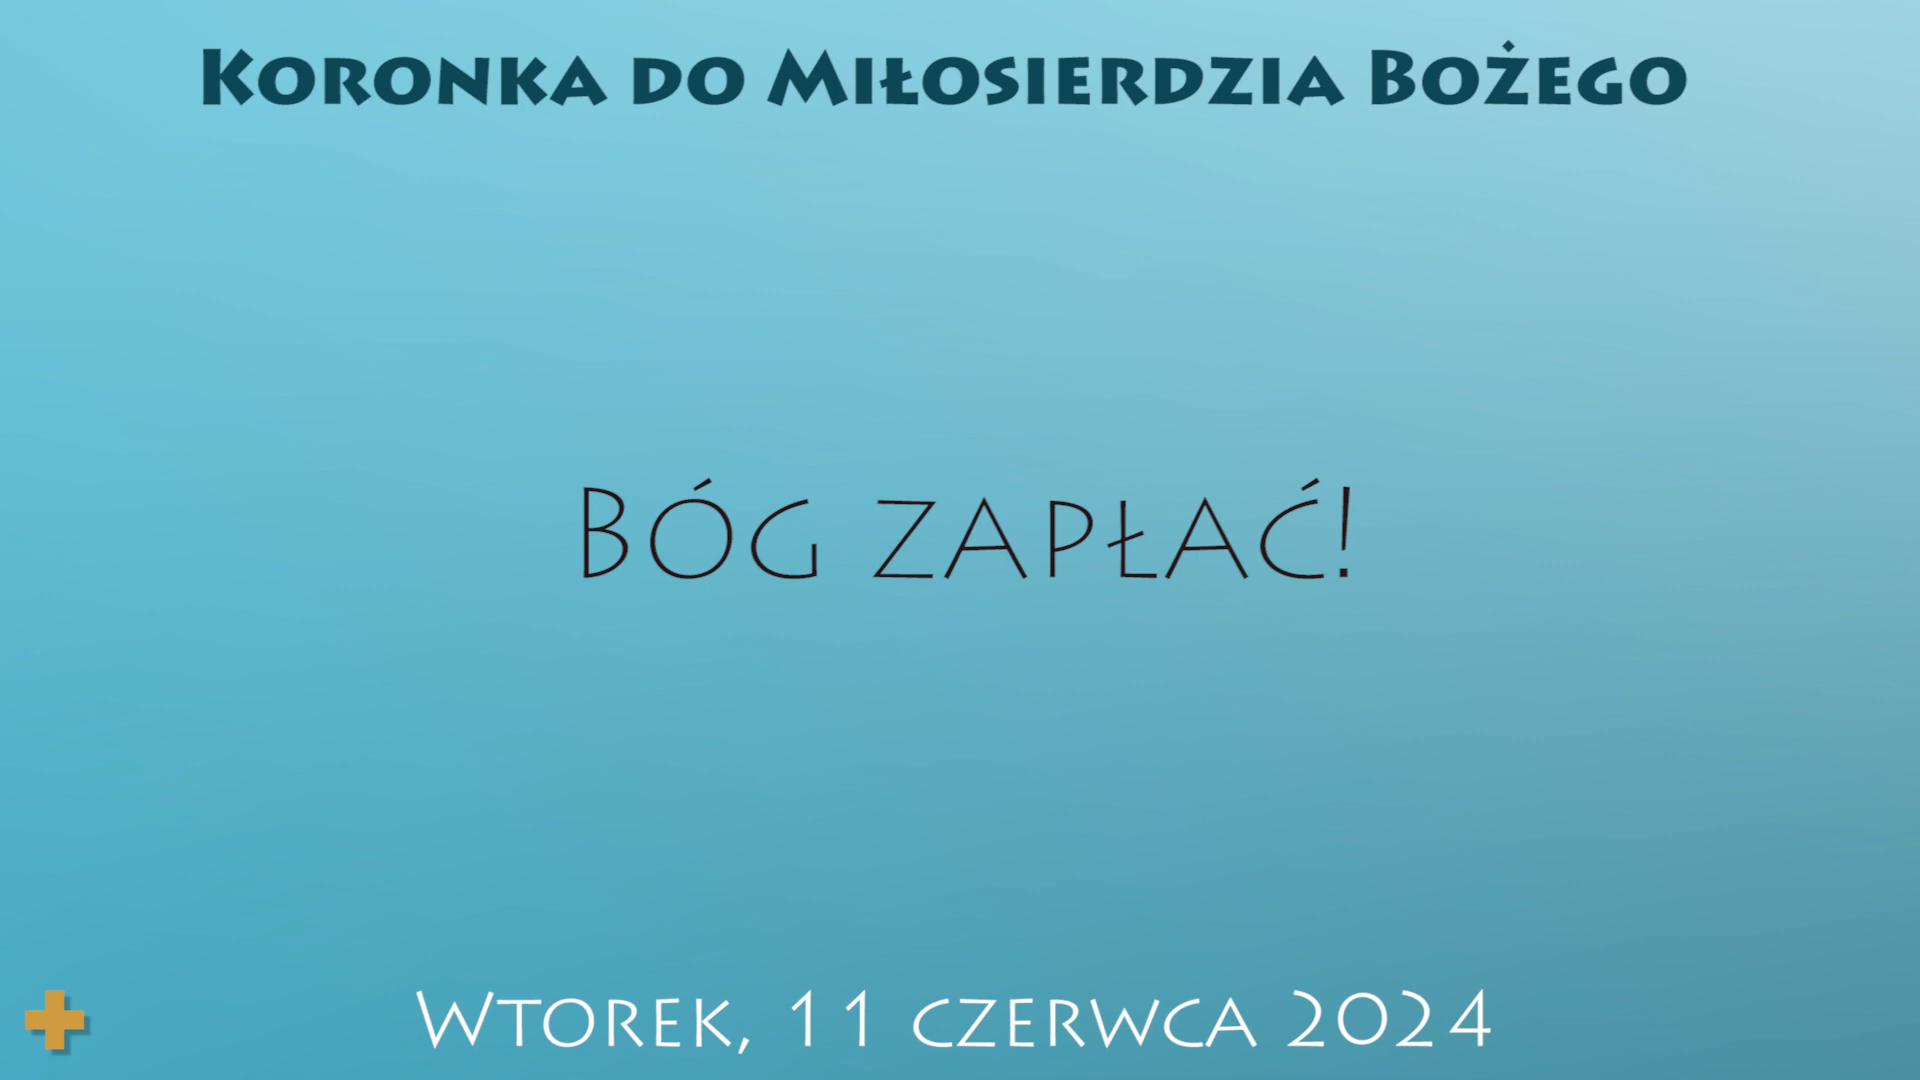 Koronka do Miłosierdzia Bożego
Bóg zapłać!
Wtorek, 11 czerwca 2024